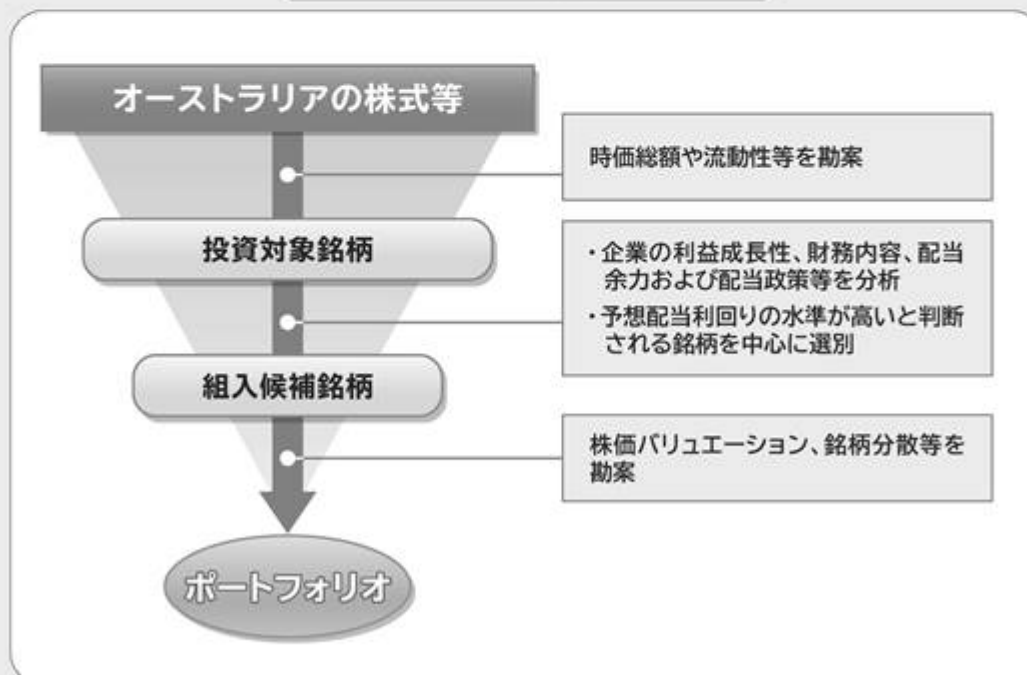 オーストラリアの株式等
時価総額や流動性等を勘案
投資対象銘柄
・企業の利益成長性、財務内容、配当
余力および配当政策等を分析
・予想配当利回りの水準が高いと判断
される銘柄を中心に選別
組入候補銘柄
株価バリュエーション、銘柄分散等を
勘案
ポートフォリオ